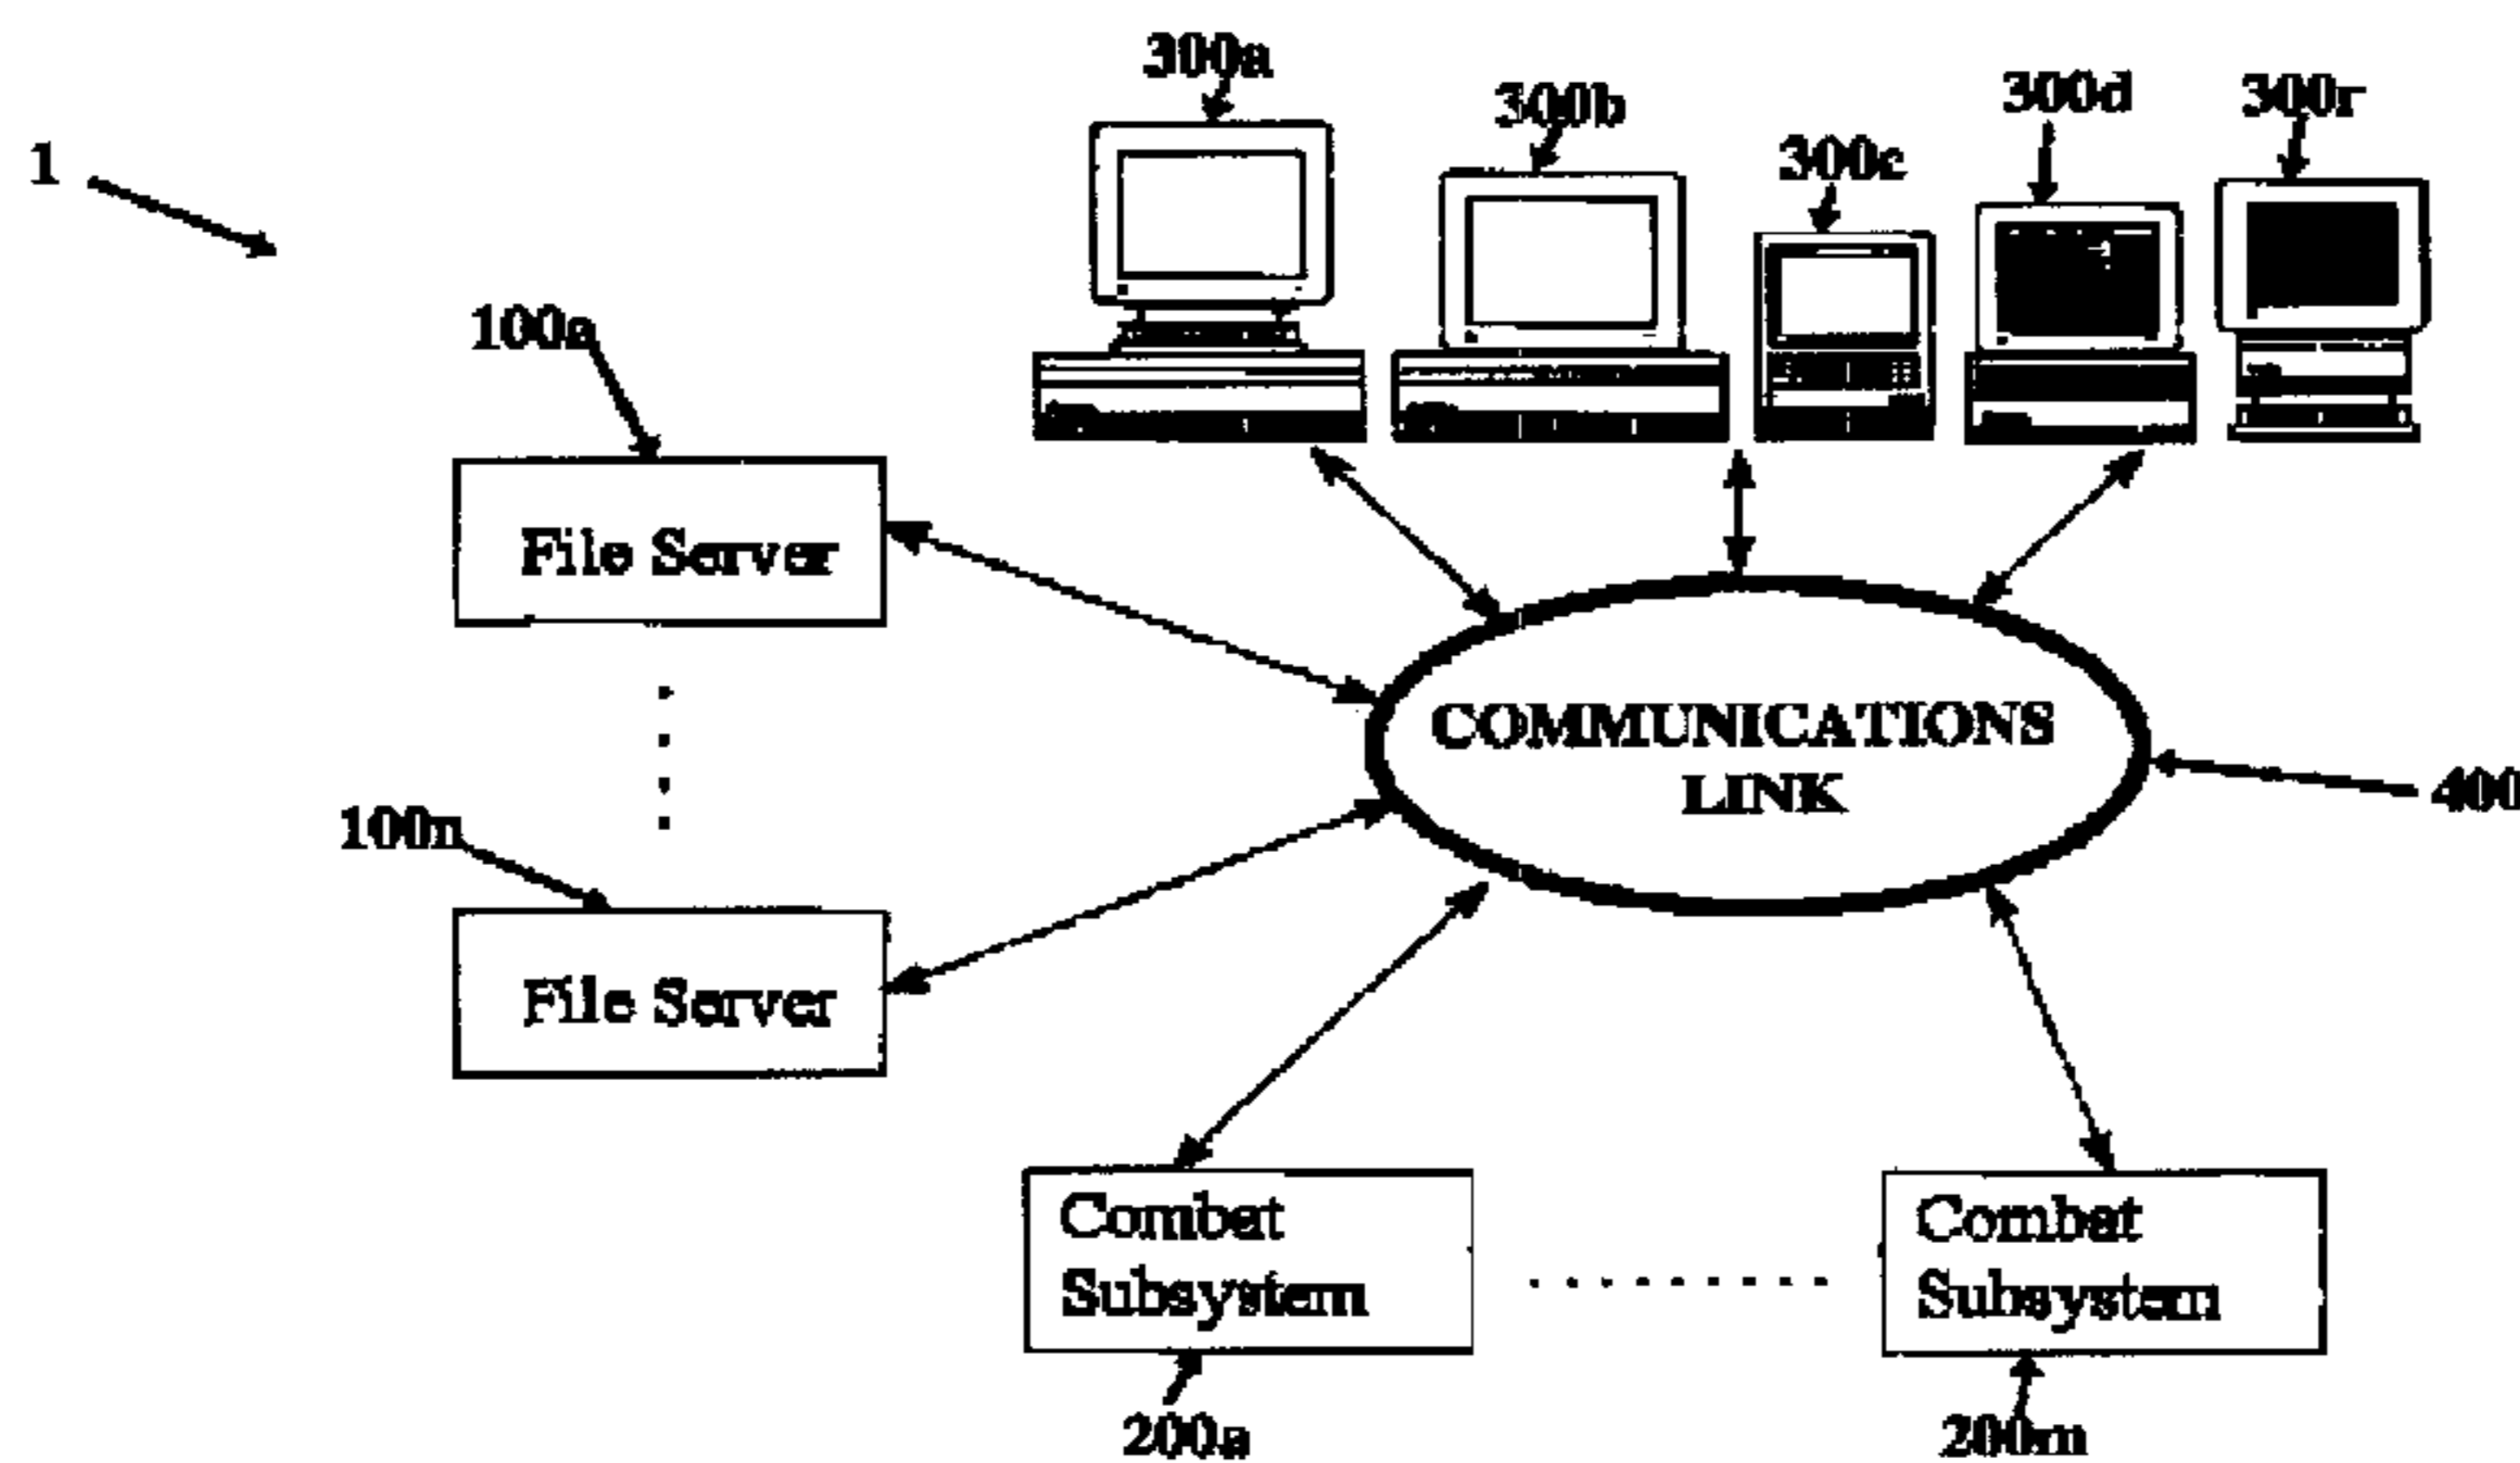 300a
300b
300c
300d
300r
1
100a
File Server
100n
File Server
COMMUNICATIONS
LINK
400
Combat
Subsystem
Combat
Subsystem
200a
200m